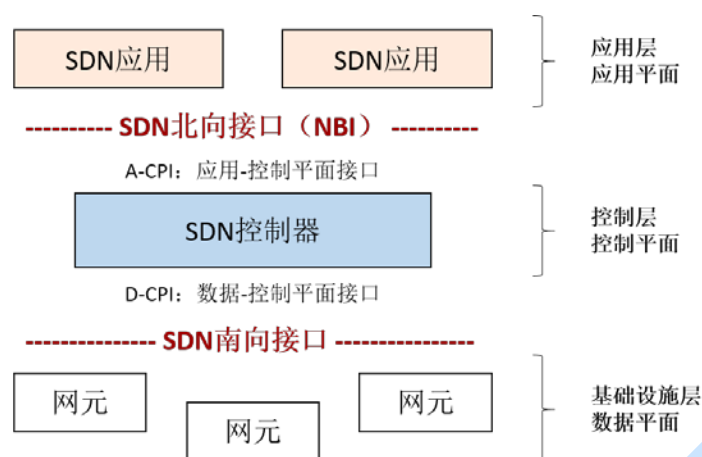 SDN应用
SDN应用
应用层
应用平面
---------- SDN北向接口（NBI） ----------
A-CPI：应用-控制平面接口
SDN控制器
控制层
控制平面
D-CPI：数据-控制平面接口
--------------- SDN南向接口 ----------------
网元
网元
网元
基础设施层
数据平面